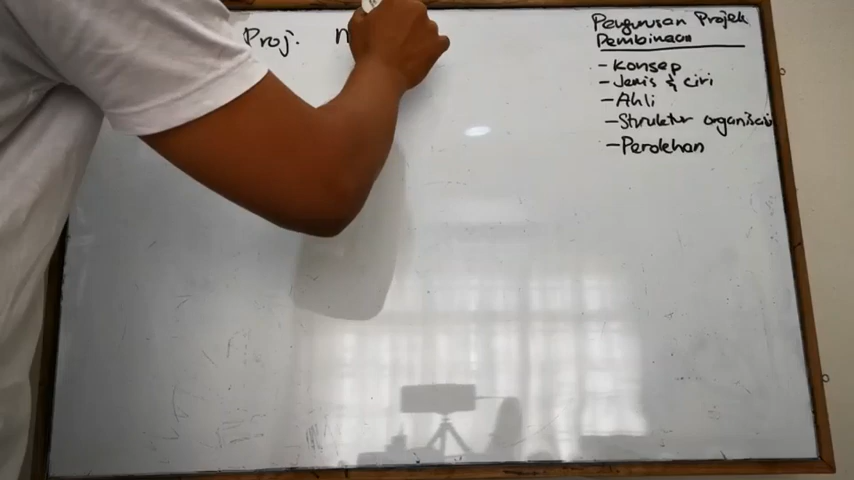 Proj. n
Pengurusan Projek
Pembinaan
- Konsep
- Jenis & ciri
- Ahli
- Struktur organisasi
- Perolehan